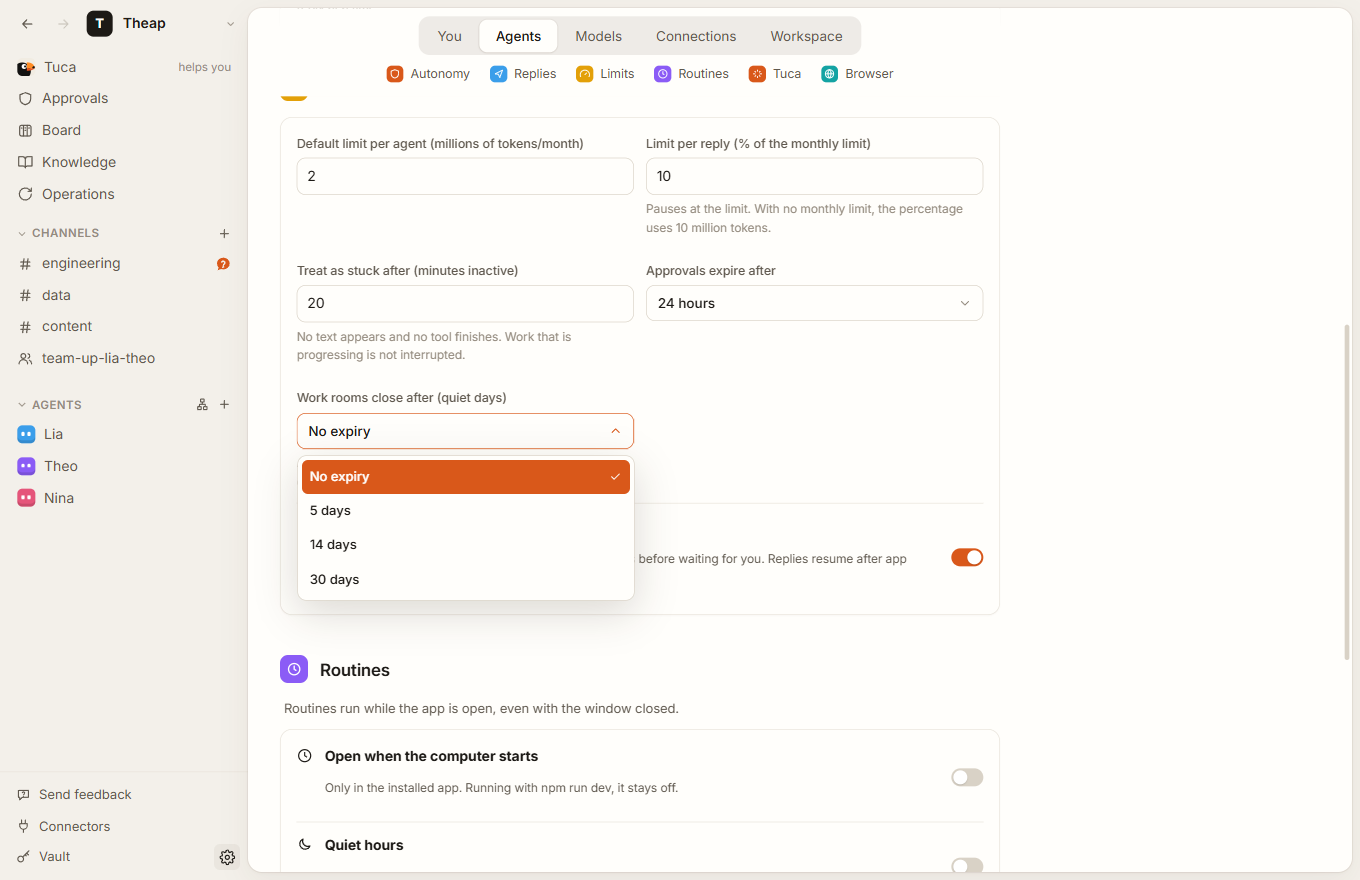 T Theap
Tuca helps you
Approvals
Board
Knowledge
Operations
CHANNELS
engineering
data
content
team-up-lia-theo
AGENTS
Lia
Theo
Nina
Send feedback
Connectors
Vault
You Agents Models Connections Workspace
Autonomy Replies Limits Routines Tuca Browser
Default limit per agent (millions of tokens/month)
2
Limit per reply (% of the monthly limit)
10
Pauses at the limit. With no monthly limit, the percentage
uses 10 million tokens.
Treat as stuck after (minutes inactive)
20
No text appears and no tool finishes. Work that is
progressing is not interrupted.
Approvals expire after
24 hours
Work rooms close after (quiet days)
No expiry
No expiry
5 days
14 days
30 days
before waiting for you. Replies resume after app
Routines
Routines run while the app is open, even with the window closed.
Open when the computer starts
Only in the installed app. Running with npm run dev, it stays off.
Quiet hours